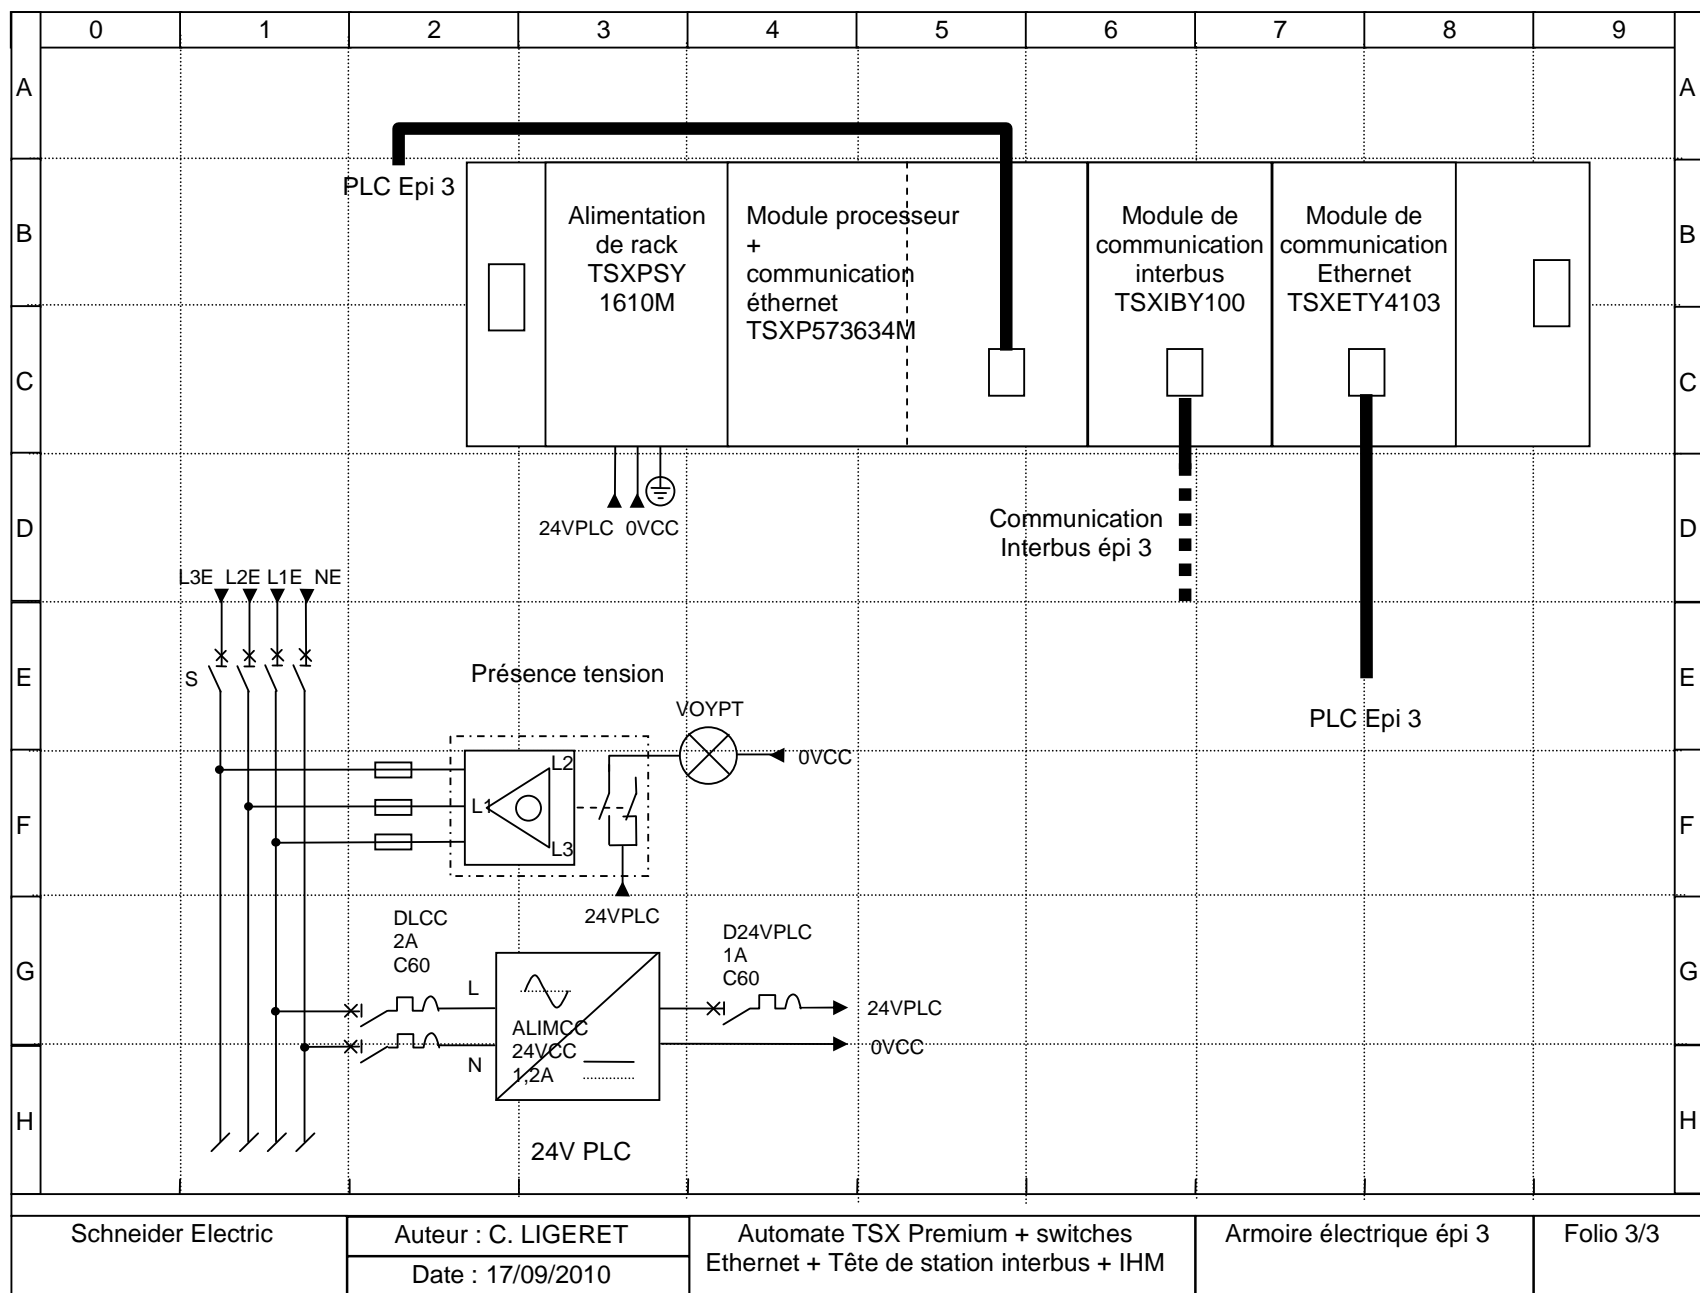 0 1 2 3 4 5 6 7 8 9
A A
PLC Epi 3
B B
Alimentation
de rack
TSXPSY
1610M
Module processeur
+
communication
éthernet
TSXP573634M
Module de
communication
interbus
TSXIBY100
Module de
communication
Ethernet
TSXETY4103
C C
D D
24VPLC 0VCC
Communication
Interbus épi 3
L3E L2E L1E NE
E E
S
Présence tension
VOYPT
0VCC
PLC Epi 3
F F
L2
L1
L3
24VPLC
G G
DLCC
2A
C60
D24VPLC
1A
C60
L
N
ALIMCC
24VCC
1,2A
24VPLC
0VCC
H H
24V PLC
Schneider Electric
Auteur : C. LIGERET
Date : 17/09/2010
Automate TSX Premium + switches
Ethernet + Tête de station interbus + IHM
Armoire électrique épi 3
Folio 3/3